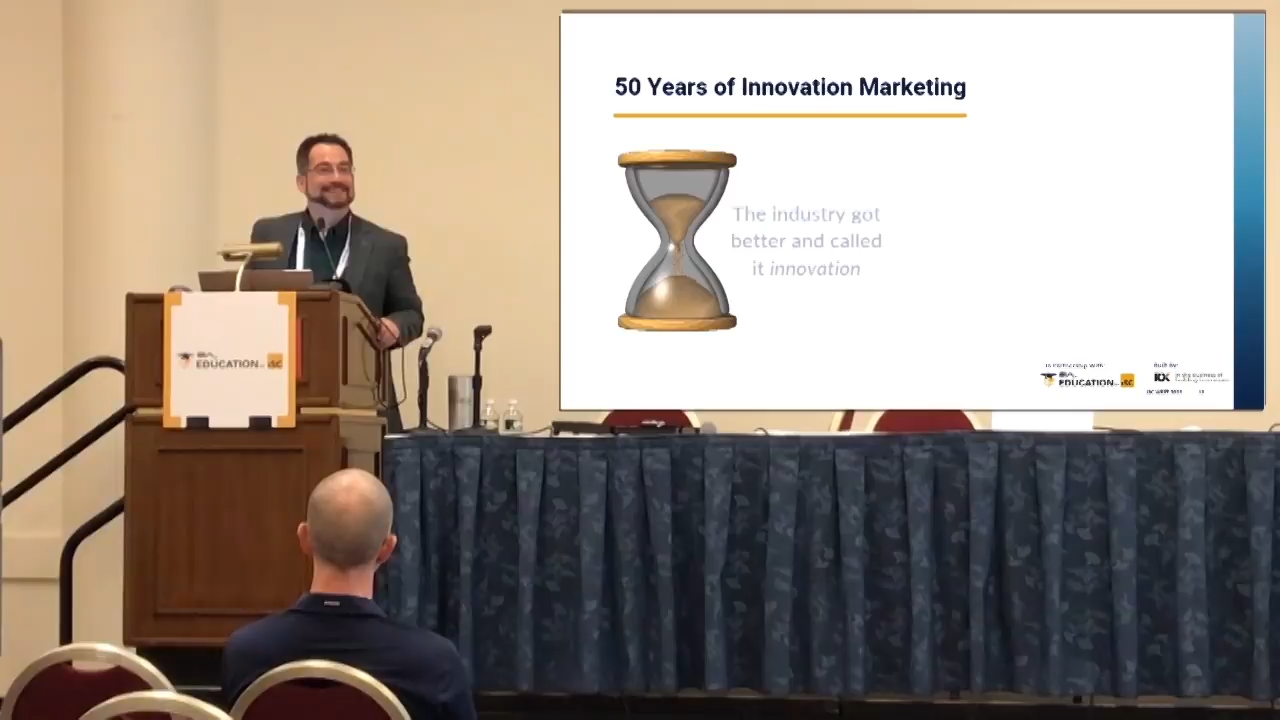 50 Years of Innovation Marketing
The industry got
better and called
it innovation
EDUCATION
EDUCATION